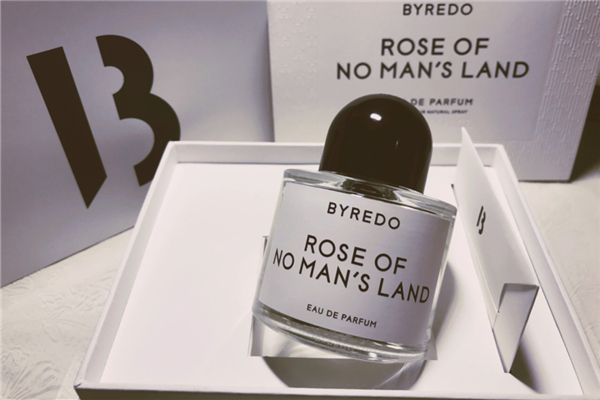 B
BYREDO
ROSE OF
NO MAN'S LAND
DE PARFUM
NATURAL SPRAY
B
BYREDO
ROSE OF
NO MAN'S LAND
EAU DE PARFUM